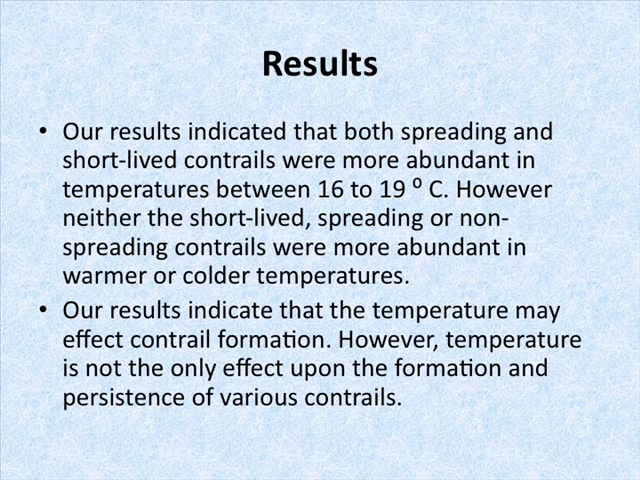 Results
• Our results indicated that both spreading and
short-lived contrails were more abundant in
temperatures between 16 to 19 ⁰ C. However
neither the short-lived, spreading or non-
spreading contrails were more abundant in
warmer or colder temperatures.
• Our results indicate that the temperature may
effect contrail formation. However, temperature
is not the only effect upon the formation and
persistence of various contrails.